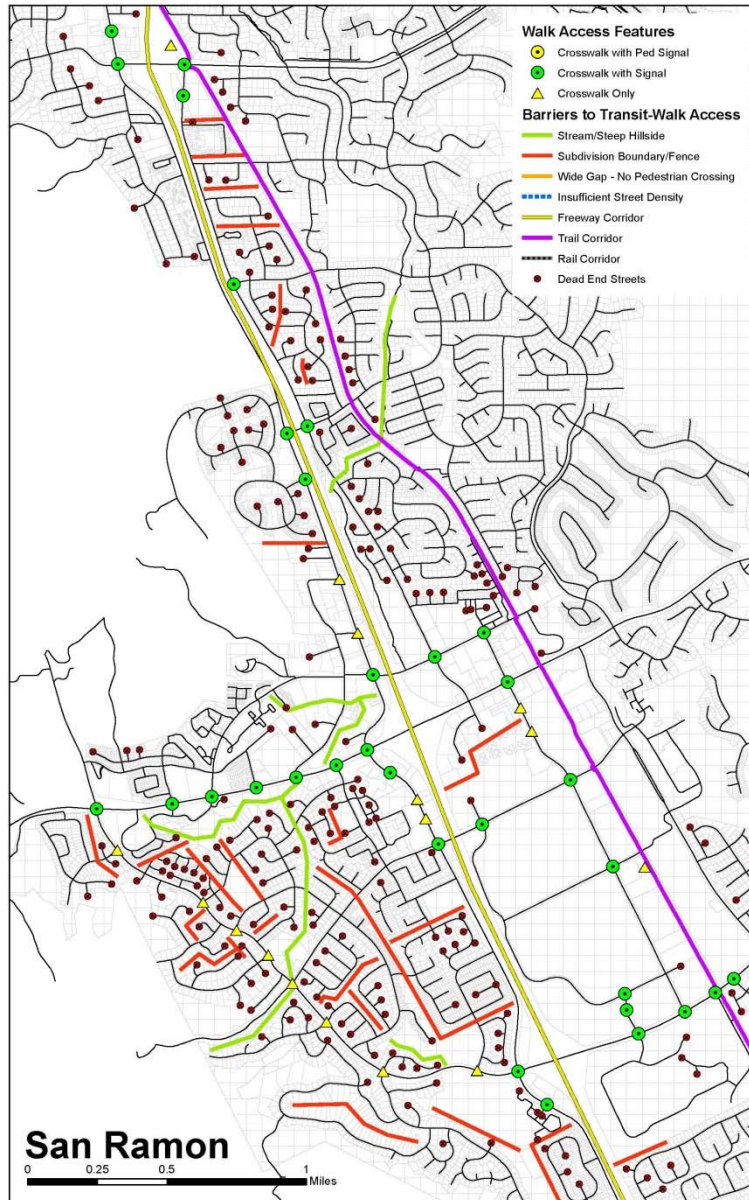 Walk Access Features
Crosswalk with Ped Signal
Crosswalk with Signal
Crosswalk Only
Barriers to Transit-Walk Access
Stream/Steep Hillside
Subdivision Boundary/Fence
Wide Gap - No Pedestrian Crossing
Insufficient Street Density
Freeway Corridor
Trail Corridor
Rail Corridor
Dead End Streets
San Ramon
0 0.25 0.5 1
Miles